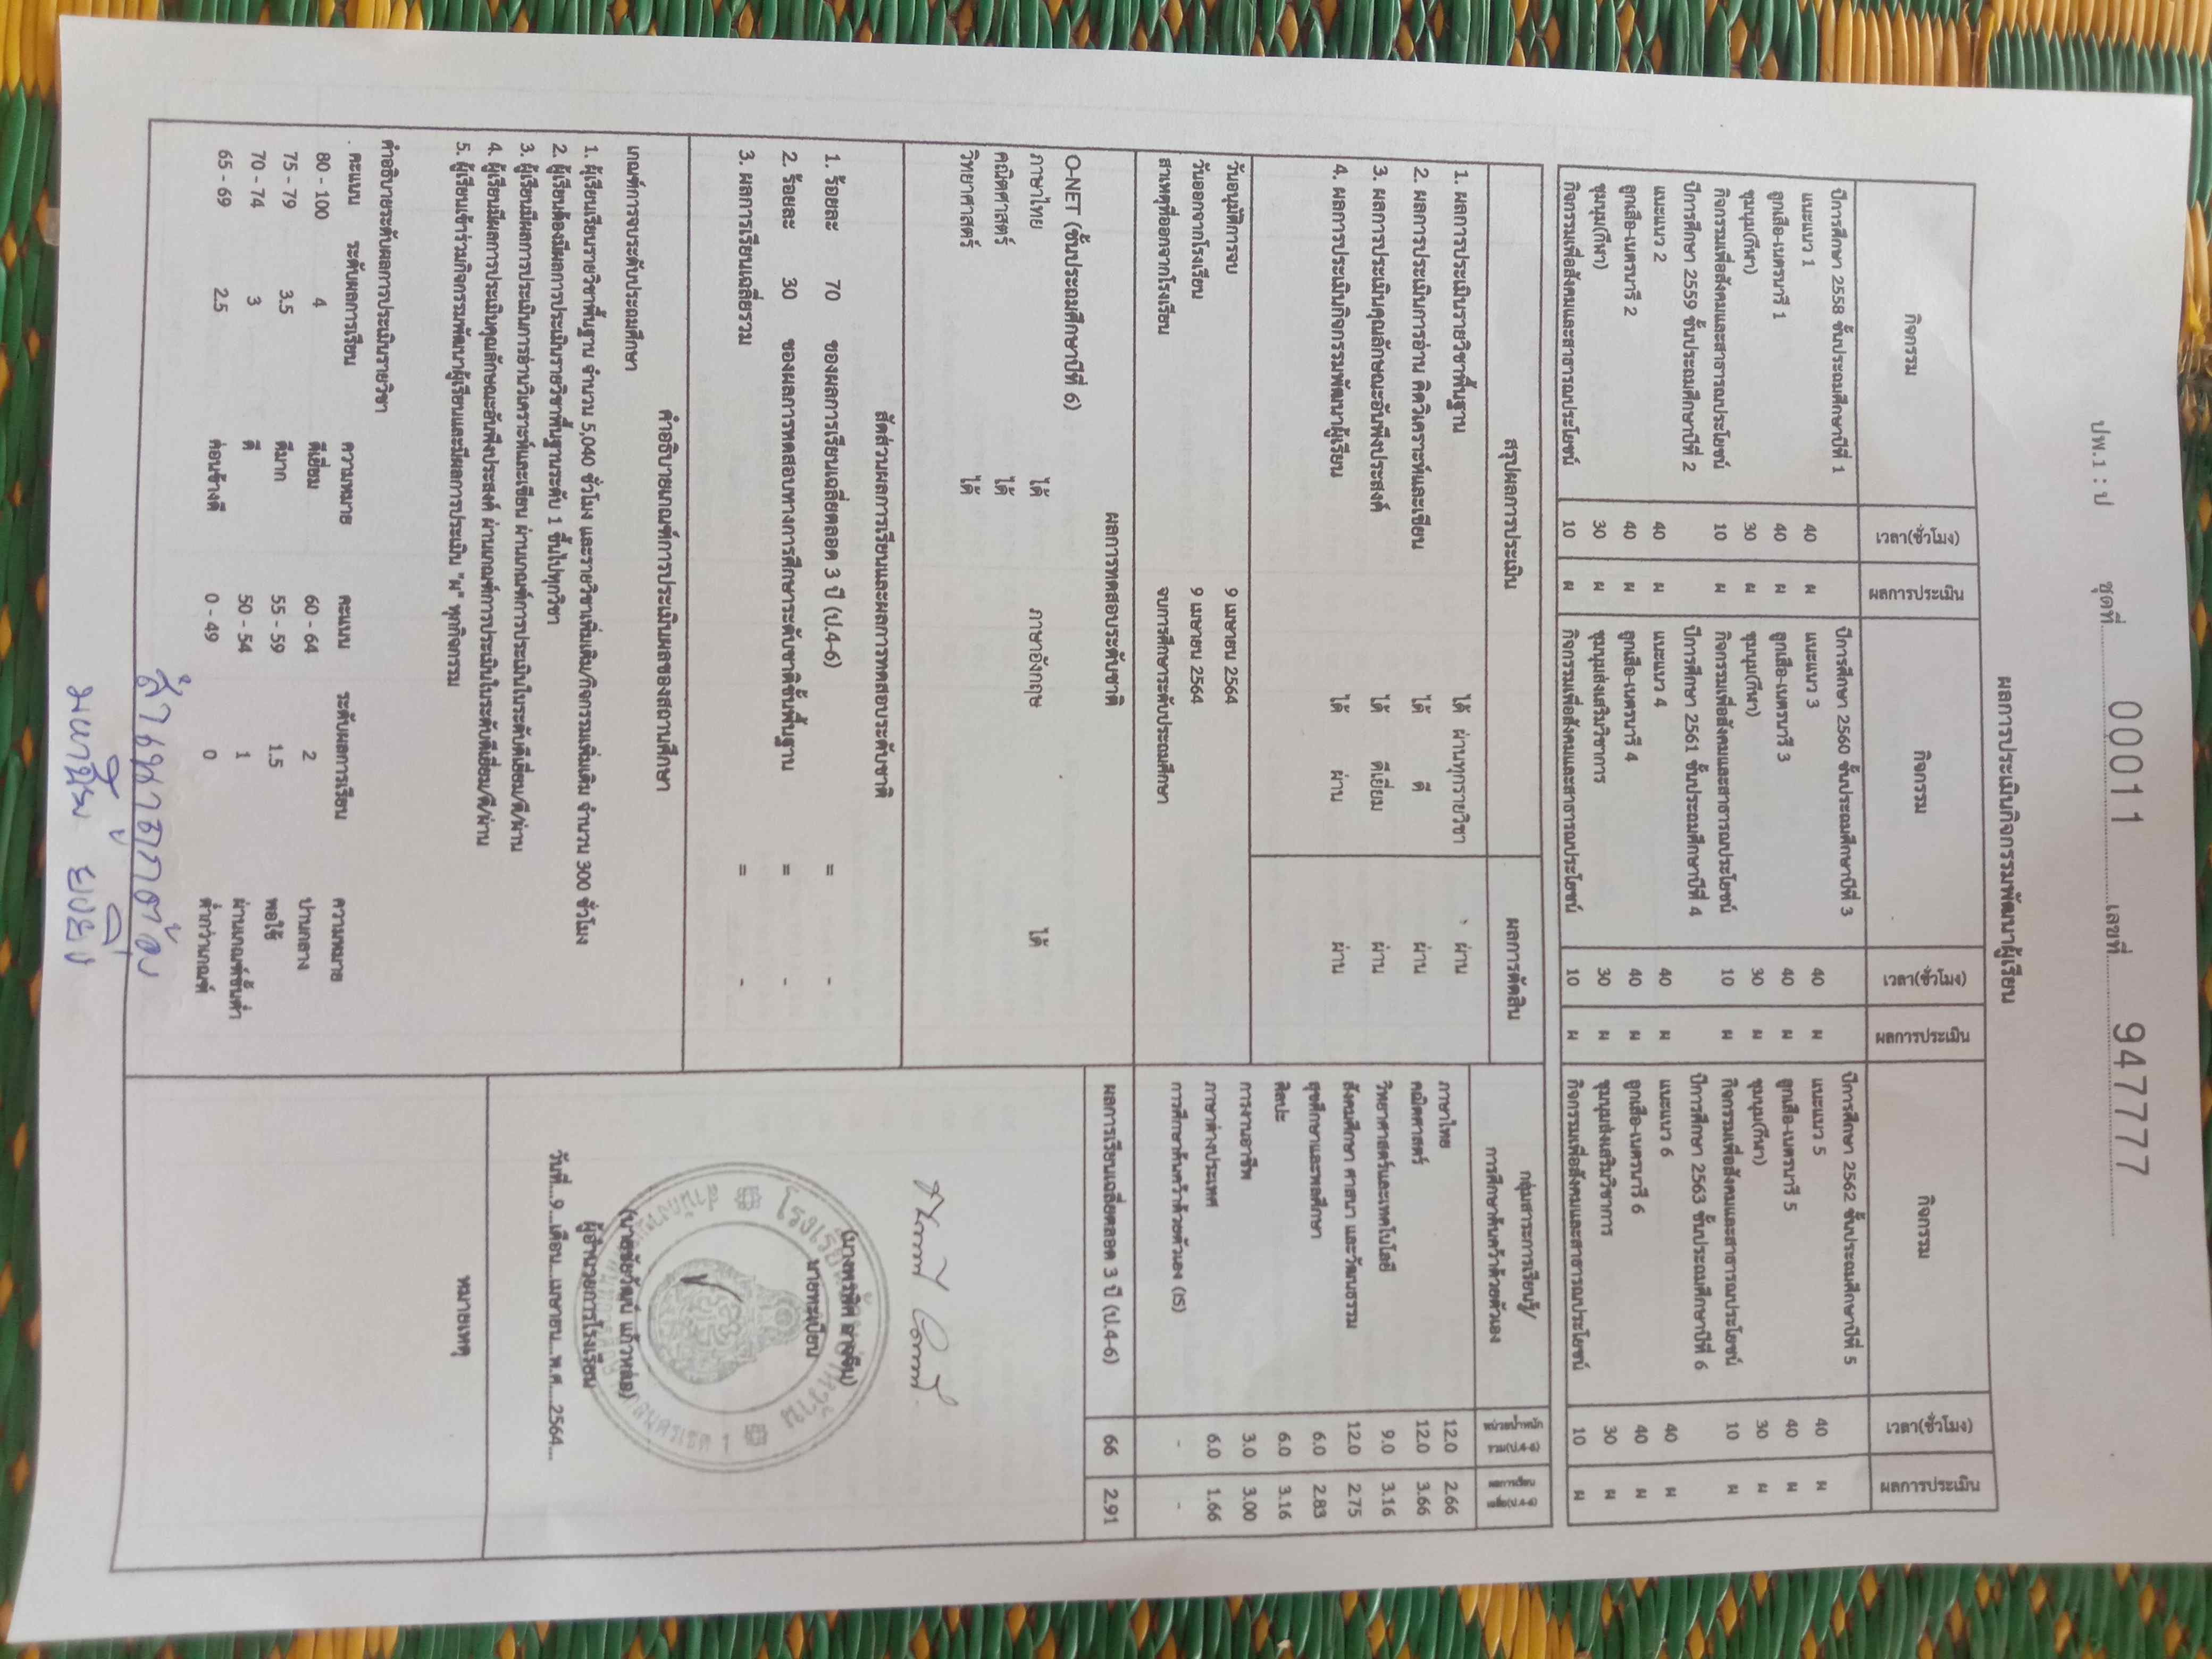 ปพ.1 : ป ชุดที่ 00011 เลขที่ 947777
ผลการประเมินกิจกรรมพัฒนาผู้เรียน
กิจกรรม เวลา(ชั่วโมง) ผลการประเมิน กิจกรรม เวลา(ชั่วโมง) ผลการประเมิน กิจกรรม เวลา(ชั่วโมง) ผลการประเมิน
ปีการศึกษา 2558 ชั้นประถมศึกษาปีที่ 1 ปีการศึกษา 2560 ชั้นประถมศึกษาปีที่ 3 ปีการศึกษา 2562 ชั้นประถมศึกษาปีที่ 5
แนะแนว 1 40 ผ แนะแนว 3 40 ผ แนะแนว 5 40 ผ
ลูกเสือ-เนตรนารี 1 40 ผ ลูกเสือ-เนตรนารี 3 40 ผ ลูกเสือ-เนตรนารี 5 40 ผ
ชุมนุม(กีฬา) 30 ผ ชุมนุม(กีฬา) 30 ผ ชุมนุม(กีฬา) 30 ผ
กิจกรรมเพื่อสังคมและสาธารณประโยชน์ 10 ผ กิจกรรมเพื่อสังคมและสาธารณประโยชน์ 10 ผ กิจกรรมเพื่อสังคมและสาธารณประโยชน์ 10 ผ
ปีการศึกษา 2559 ชั้นประถมศึกษาปีที่ 2 ปีการศึกษา 2561 ชั้นประถมศึกษาปีที่ 4 ปีการศึกษา 2563 ชั้นประถมศึกษาปีที่ 6
แนะแนว 2 40 ผ แนะแนว 4 40 ผ แนะแนว 6 40 ผ
ลูกเสือ-เนตรนารี 2 40 ผ ลูกเสือ-เนตรนารี 4 40 ผ ลูกเสือ-เนตรนารี 6 40 ผ
ชุมนุม(กีฬา) 30 ผ ชุมนุมส่งเสริมวิชาการ 30 ผ ชุมนุมส่งเสริมวิชาการ 30 ผ
กิจกรรมเพื่อสังคมและสาธารณประโยชน์ 10 ผ กิจกรรมเพื่อสังคมและสาธารณประโยชน์ 10 ผ กิจกรรมเพื่อสังคมและสาธารณประโยชน์ 10 ผ
สรุปผลการประเมิน ผลการตัดสิน
1. ผลการประเมินรายวิชาพื้นฐาน ได้ ผ่านทุกรายวิชา ผ่าน
2. ผลการประเมินการอ่าน คิดวิเคราะห์และเขียน ได้ ดี ผ่าน
3. ผลการประเมินคุณลักษณะอันพึงประสงค์ ได้ ดีเยี่ยม ผ่าน
4. ผลการประเมินกิจกรรมพัฒนาผู้เรียน ได้ ผ่าน ผ่าน
วันอนุมัติการจบ 9 เมษายน 2564
วันออกจากโรงเรียน 9 เมษายน 2564
สาเหตุที่ออกจากโรงเรียน จบการศึกษาระดับประถมศึกษา
ผลการทดสอบระดับชาติ
O-NET (ชั้นประถมศึกษาปีที่ 6)
ภาษาไทย ได้ ภาษาอังกฤษ ได้
คณิตศาสตร์ ได้
วิทยาศาสตร์ ได้
สัดส่วนผลการเรียนและผลการทดสอบระดับชาติ
1. ร้อยละ 70 ของผลการเรียนเฉลี่ยตลอด 3 ปี (ป.4-6) = -
2. ร้อยละ 30 ของผลการทดสอบทางการศึกษาระดับชาติขั้นพื้นฐาน = -
3. ผลการเรียนเฉลี่ยรวม = -
คำอธิบายเกณฑ์การประเมินผลของสถานศึกษา
เกณฑ์การจบระดับประถมศึกษา
1. ผู้เรียนเรียนรายวิชาพื้นฐาน จำนวน 5,040 ชั่วโมง และรายวิชาเพิ่มเติม/กิจกรรมเพิ่มเติม จำนวน 300 ชั่วโมง
2. ผู้เรียนต้องมีผลการประเมินรายวิชาพื้นฐานระดับ 1 ขึ้นไปทุกวิชา
3. ผู้เรียนมีผลการประเมินการอ่านวิเคราะห์และเขียน ผ่านเกณฑ์การประเมินในระดับดีเยี่ยม/ดี/ผ่าน
4. ผู้เรียนมีผลการประเมินคุณลักษณะอันพึงประสงค์ ผ่านเกณฑ์การประเมินในระดับดีเยี่ยม/ดี/ผ่าน
5. ผู้เรียนเข้าร่วมกิจกรรมพัฒนาผู้เรียนและมีผลการประเมิน "ผ" ทุกกิจกรรม
คำอธิบายระดับผลการประเมินรายวิชา
คะแนน ระดับผลการเรียน ความหมาย คะแนน ระดับผลการเรียน ความหมาย
80 - 100 4 ดีเยี่ยม 60 - 64 2 ปานกลาง
75 - 79 3.5 ดีมาก 55 - 59 1.5 พอใช้
70 - 74 3 ดี 50 - 54 1 ผ่านเกณฑ์ขั้นต่ำ
65 - 69 2.5 ค่อนข้างดี 0 - 49 0 ต่ำกว่าเกณฑ์
กลุ่มสาระการเรียนรู้/
การศึกษาค้นคว้าด้วยตัวเอง
หน่วยน้ำหนัก
รวม(ป.4-6)
ผลการเรียน
เฉลี่ย(ป.4-6)
ภาษาไทย 12.0 2.66
คณิตศาสตร์ 12.0 3.66
วิทยาศาสตร์และเทคโนโลยี 9.0 3.16
สังคมศึกษา ศาสนา และวัฒนธรรม 12.0 2.75
สุขศึกษาและพลศึกษา 6.0 2.83
ศิลปะ 6.0 3.16
การงานอาชีพ 3.0 3.00
ภาษาต่างประเทศ 6.0 1.66
การศึกษาค้นคว้าด้วยตัวเอง (IS) - -
ผลการเรียนเฉลี่ยตลอด 3 ปี (ป.4-6) 66 2.91
นายทะเบียน
(นายชัยวัฒน์ แก้วหล่อ)
ผู้อำนวยการโรงเรียน
วันที่...9...เดือน...เมษายน...พ.ศ....2564...
หมายเหตุ
สำเนาถูกต้อง